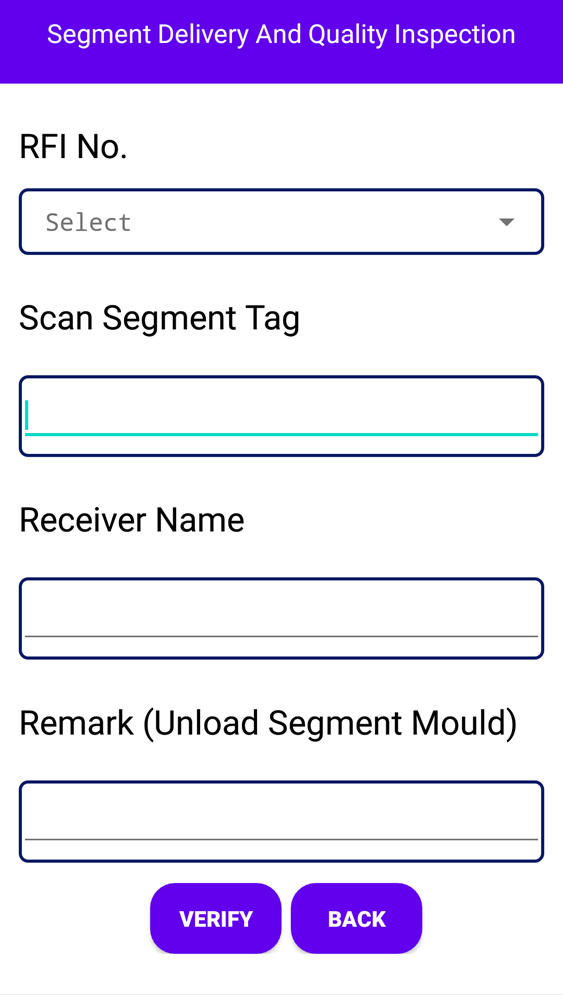 Segment Delivery And Quality Inspection
RFI No.
Select
Scan Segment Tag
Receiver Name
Remark (Unload Segment Mould)
VERIFY
BACK